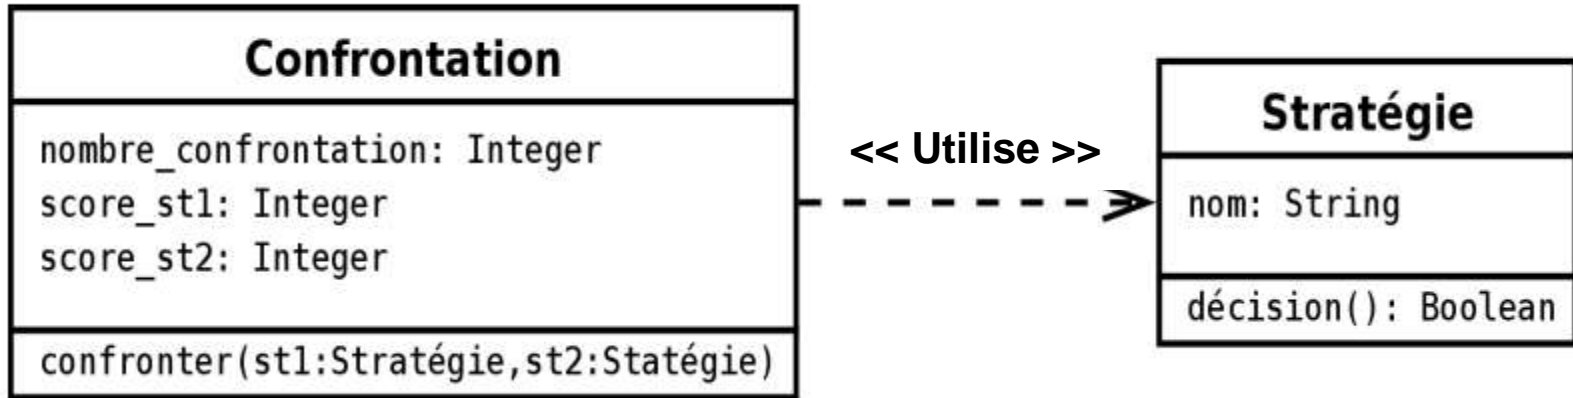 Confrontation
nombre_confrontation: Integer
score_st1: Integer
score_st2: Integer
confronter(st1:Stratégie,st2:Statégie)
<< Utilise >>
Stratégie
nom: String
décision(): Boolean